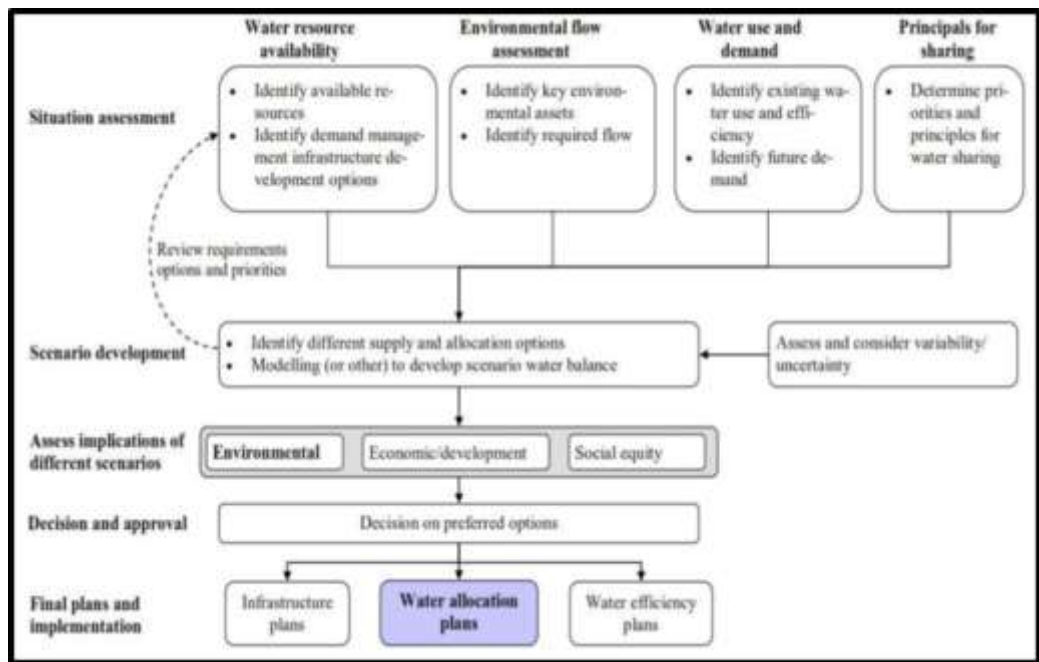 Water resource
availability
Environmental flow
assessment
Water use and
demand
Principals for
sharing
Situation assessment
• Identify available re-
sources
• Identify demand manage-
ment infrastructure de-
velopment options
• Identify key environ-
mental assets
• Identify required flow
• Identify existing wa-
ter use and effi-
ciency
• Identify future de-
mand
• Determine pri-
orities and
principles for
water sharing
Review requirements
options and priorities
Scenario development
• Identify different supply and allocation options
• Modelling (or other) to develop scenario water balance
Assess and consider variability/
uncertainty
Assess implications of
different scenarios
Environmental
Economic/development
Social equity
Decision and approval
Decision on preferred options
Final plans and
implementation
Infrastructure
plans
Water allocation
plans
Water efficiency
plans